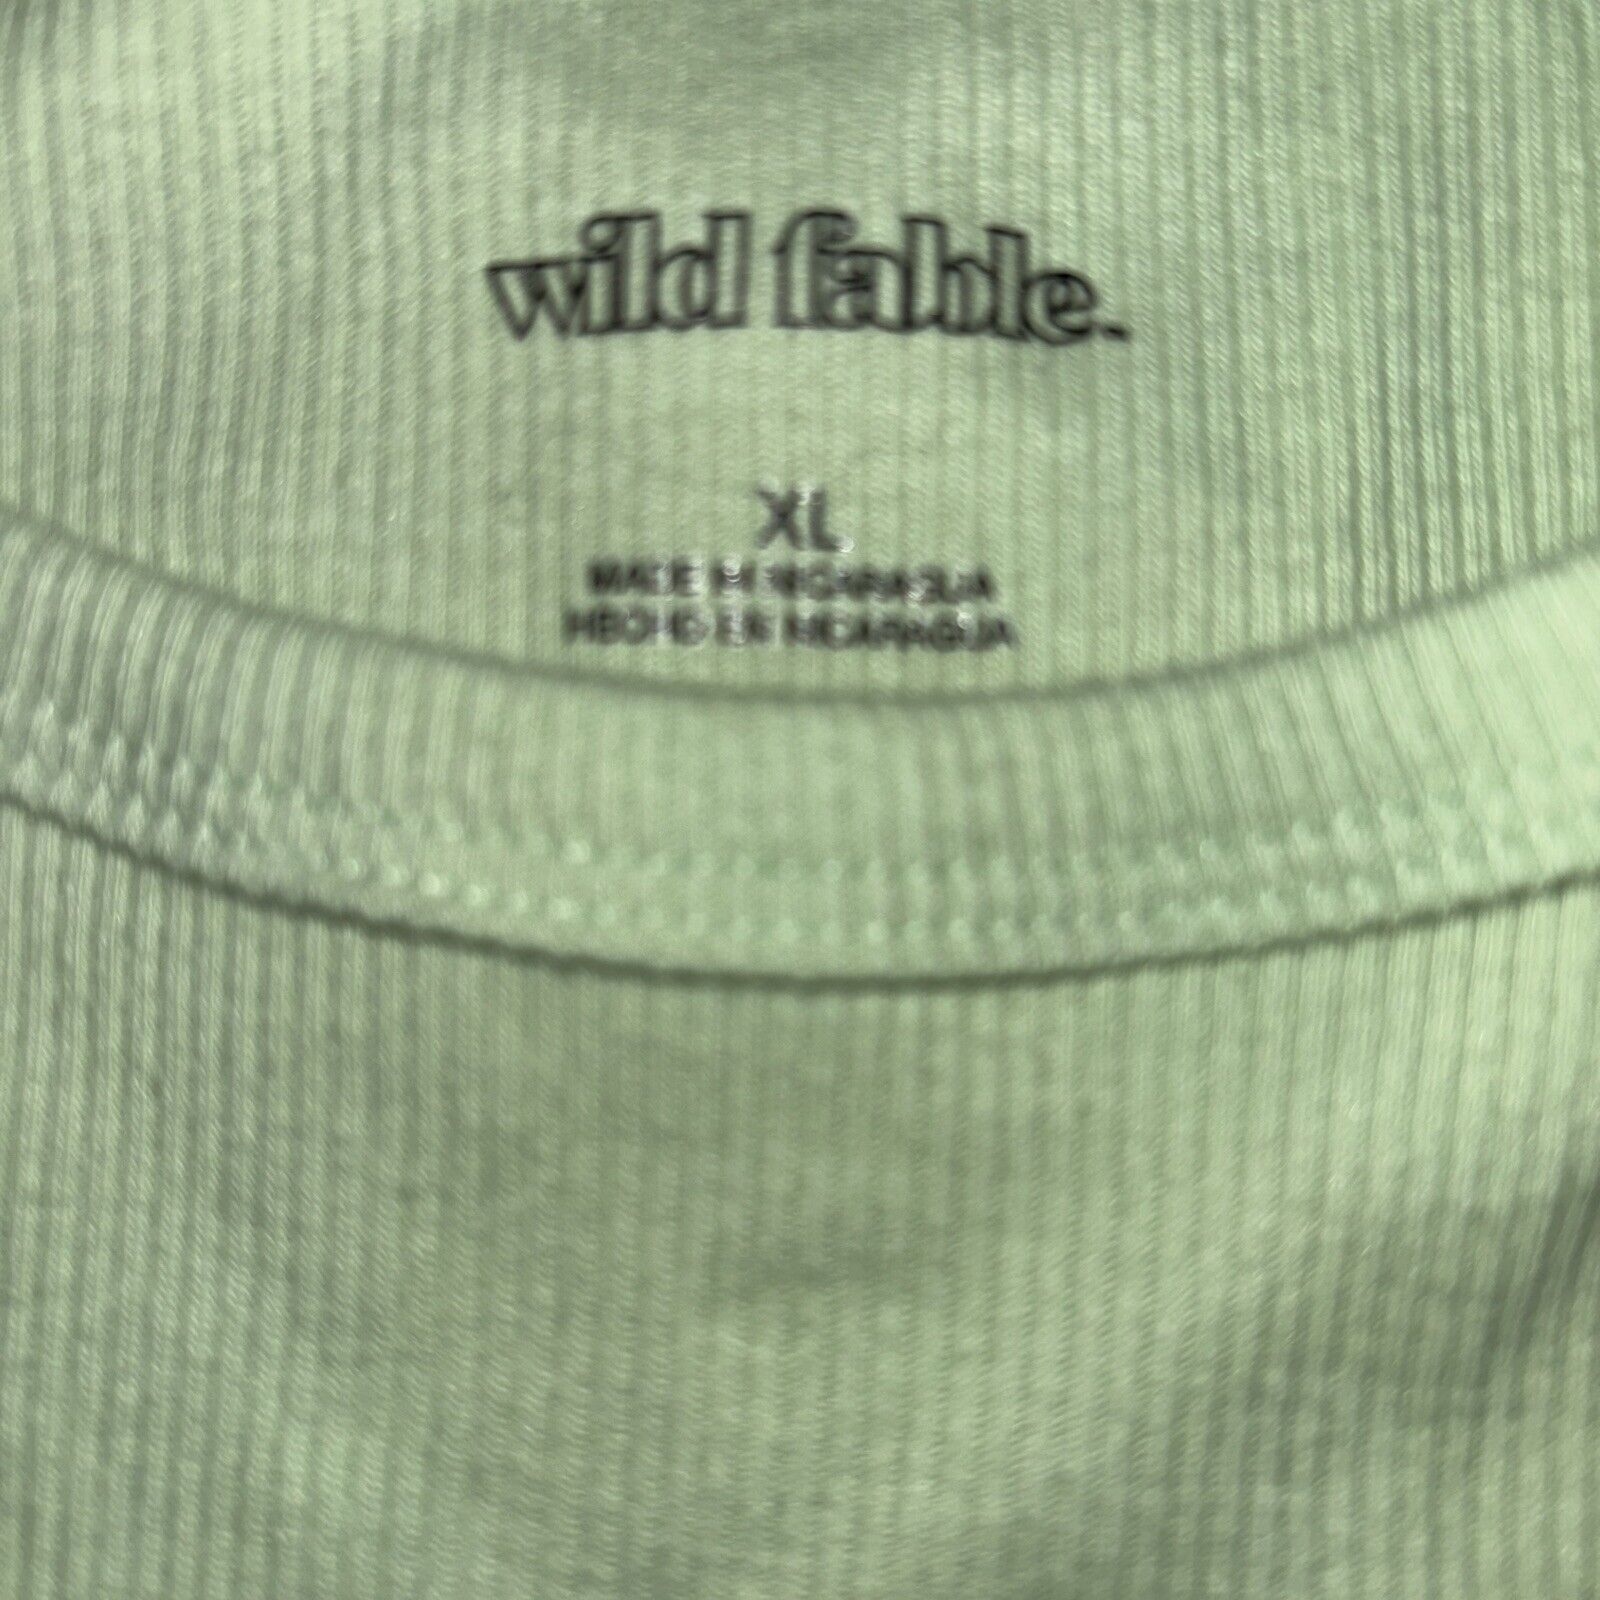 wild fable.
XL
MADE IN NICARAGUA
HECHO EN NICARAGUA